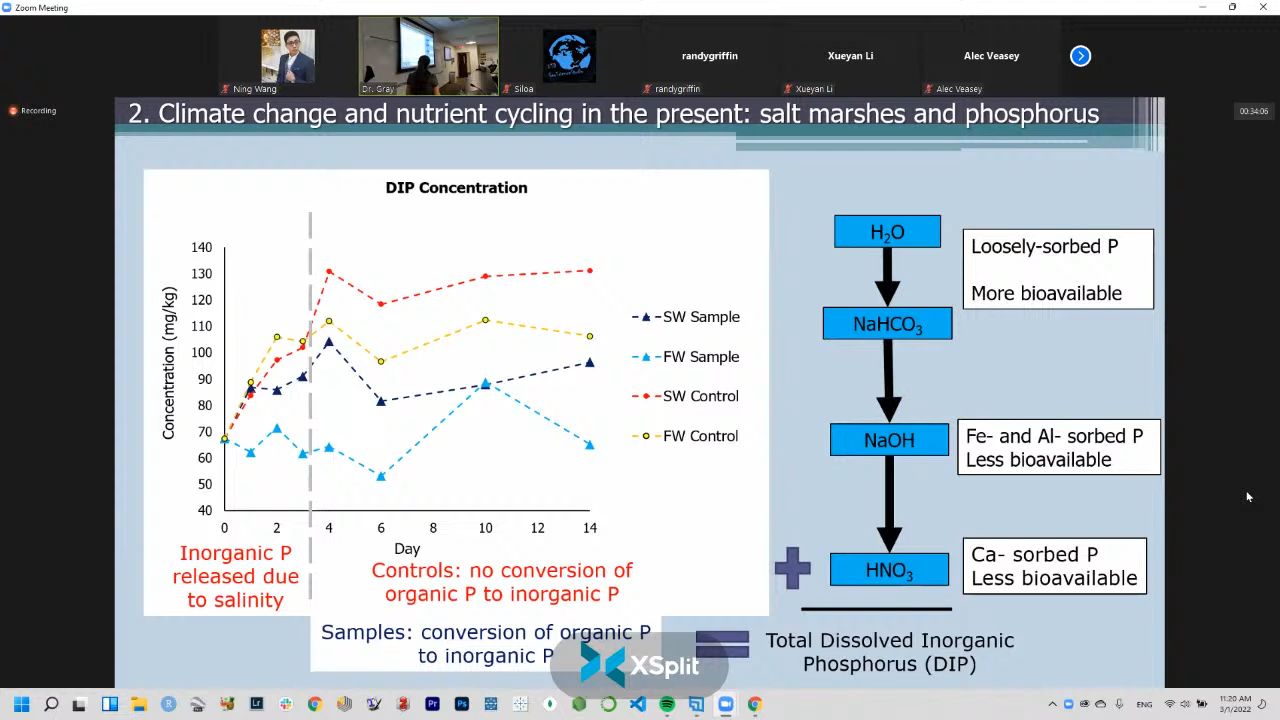 Zoom Meeting
randygriffin
Xueyan Li
Alec Veasey
Ning Wang
Dr. Gray
Siloa
randygriffin
Xueyan Li
Alec Veasey
Recording
00:34:06
2. Climate change and nutrient cycling in the present: salt marshes and phosphorus
DIP Concentration
Concentration (mg/kg)
140
130
120
110
100
90
80
70
60
50
40
0
2
4
6
8
10
12
14
Day
SW Sample
FW Sample
SW Control
FW Control
Inorganic P
released due
to salinity
Controls: no conversion of
organic P to inorganic P
Samples: conversion of organic P
to inorganic P
H₂O
Loosely-sorbed P
More bioavailable
NaHCO₃
NaOH
Fe- and Al- sorbed P
Less bioavailable
HNO₃
Ca- sorbed P
Less bioavailable
Total Dissolved Inorganic
Phosphorus (DIP)
XSplit
R
Lr
Pr
Ps
ENG
11:20 AM
3/1/2022